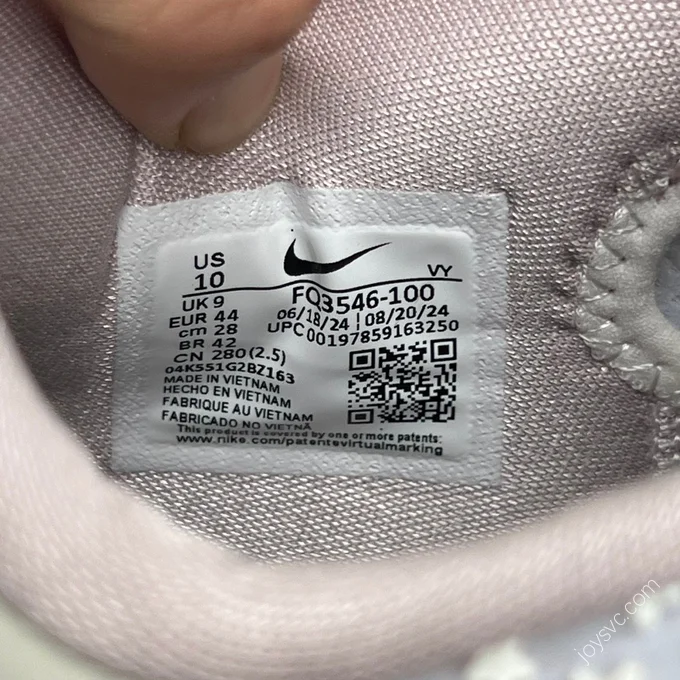 US
10
VY
UK 9
FQ3546-100
EUR 44
06/18/24 | 08/20/24
cm 28
UPC 00197859163250
BR 42
CN 280 (2.5)
04K551G2BZ163
MADE IN VIETNAM
HECHO EN VIETNAM
FABRIQUE AU VIETNAM
FABRICADO NO VIETNÃ
This product is covered by one or more patents:
www.nike.com/patentsvirtualmarking
joysvc.com